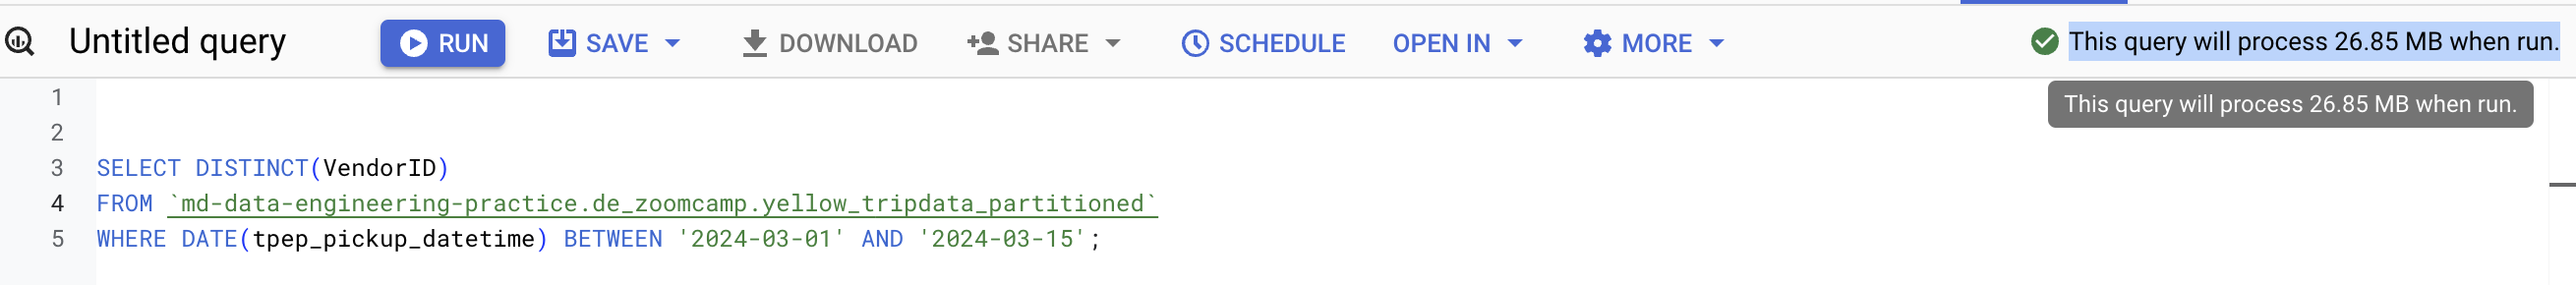 Untitled query RUN SAVE DOWNLOAD SHARE SCHEDULE OPEN IN MORE This query will process 26.85 MB when run.
This query will process 26.85 MB when run.
1
2
3 SELECT DISTINCT(VendorID)
4 FROM `md-data-engineering-practice.de_zoomcamp.yellow_tripdata_partitioned`
5 WHERE DATE(tpep_pickup_datetime) BETWEEN '2024-03-01' AND '2024-03-15';